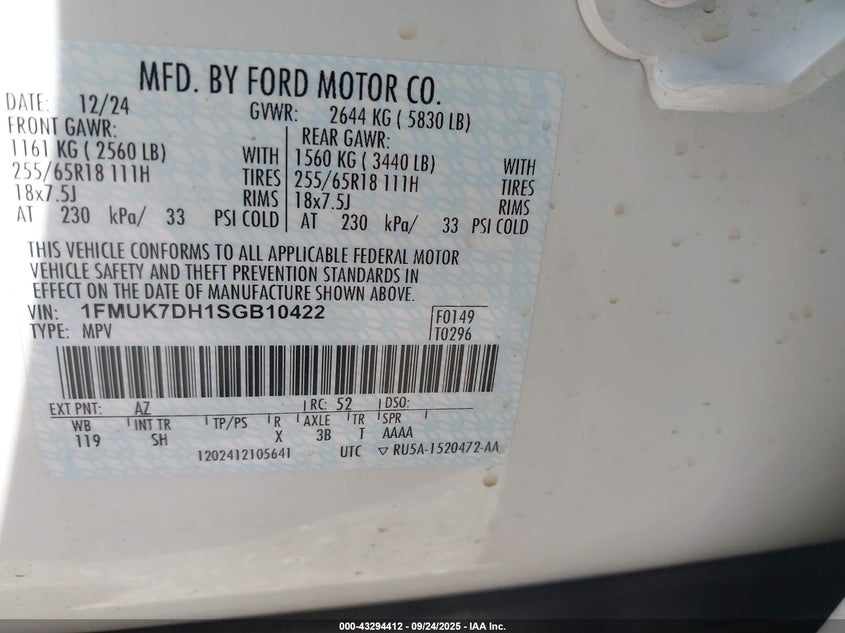 MFD. BY FORD MOTOR CO.
DATE: 12/24 GVWR: 2644 KG ( 5830 LB)
FRONT GAWR: REAR GAWR:
1161 KG ( 2560 LB) WITH 1560 KG ( 3440 LB) WITH
255/65R18 111H TIRES 255/65R18 111H TIRES
18x7.5J RIMS 18x7.5J RIMS
AT 230 kPa/ 33 PSI COLD AT 230 kPa/ 33 PSI COLD
THIS VEHICLE CONFORMS TO ALL APPLICABLE FEDERAL MOTOR
VEHICLE SAFETY AND THEFT PREVENTION STANDARDS IN
EFFECT ON THE DATE OF MANUFACTURE SHOWN ABOVE.
VIN: 1FMUK7DH1SGB10422 F0149
TYPE: MPV T0296
EXT PNT: AZ RC: 52 DSO:
WB INT TR TP/PS R AXLE TR SPR
119 SH X 3B T AAAA
1202412105641 UTC ▽ RU5A-1520472-AA
000-43294412 - 09/24/2025 - IAA Inc.